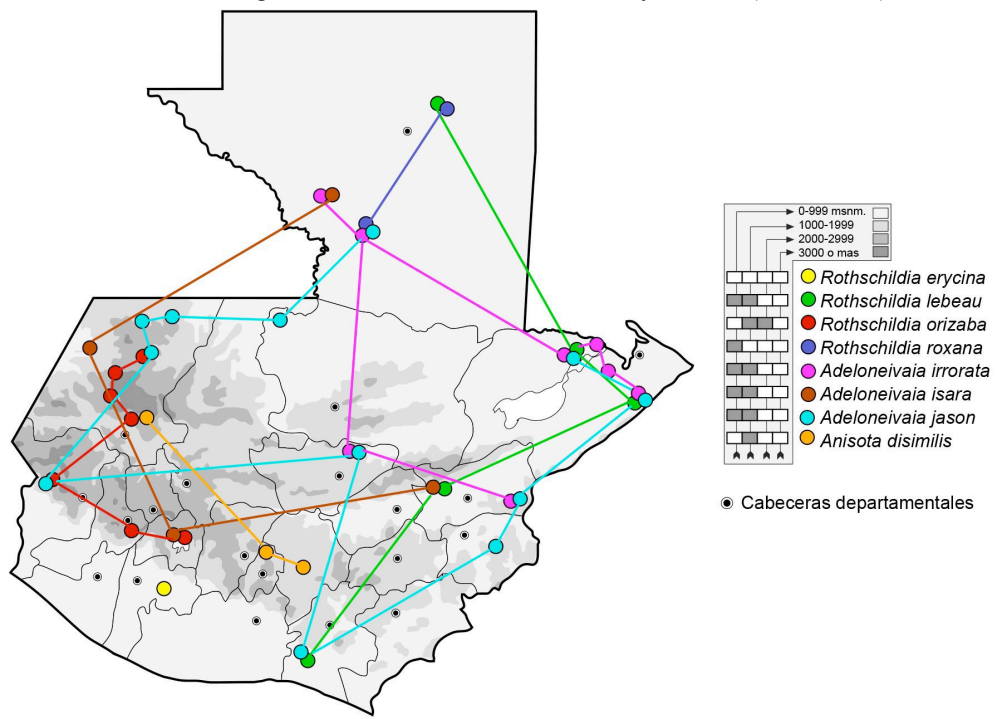 0-999 msnm.
1000-1999
2000-2999
3000 o mas
Rothschildia erycina
Rothschildia lebeau
Rothschildia orizaba
Rothschildia roxana
Adeloneivaia irrorata
Adeloneivaia isara
Adeloneivaia jason
Anisota disimilis
Cabeceras departamentales